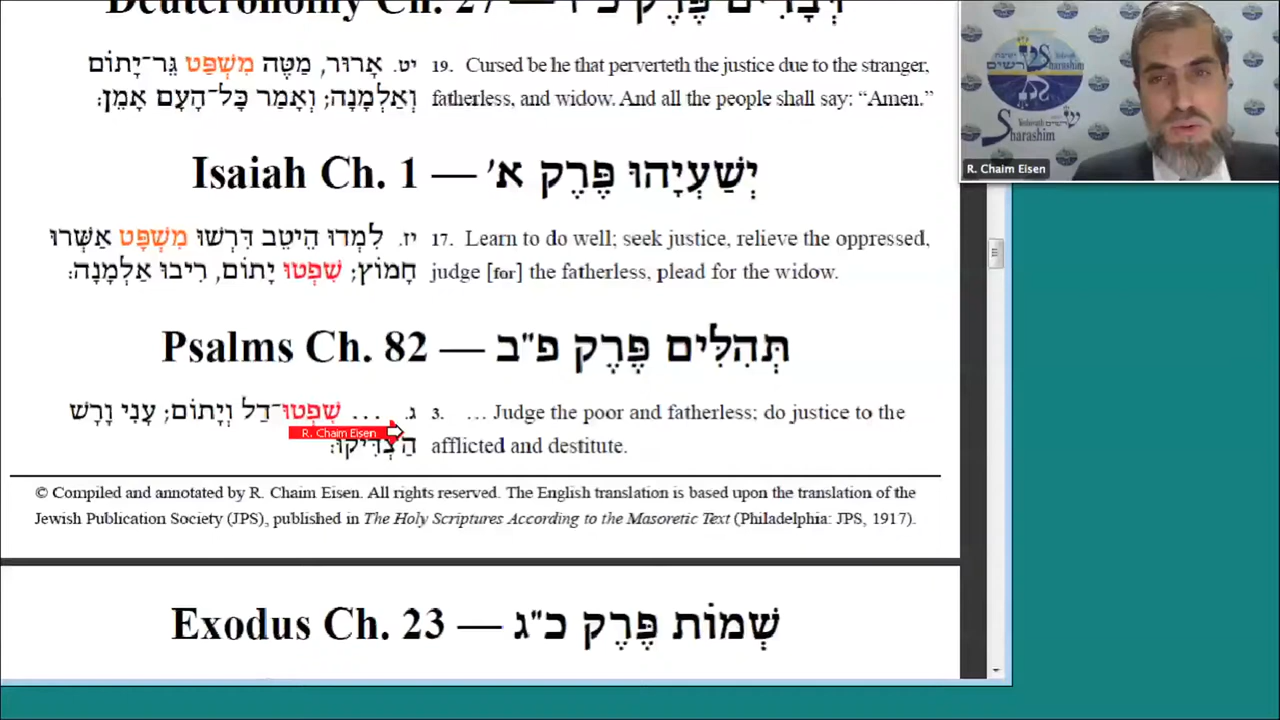 Deuteronomy Ch. 27 — דְּבָרִים פֶּרֶק כ״ז
יט. אָרוּר, מַטֶּה מִשְׁפַּט גֵּר־יָתוֹם
וְאַלְמָנָה; וְאָמַר כָּל־הָעָם אָמֵן׃
19. Cursed be he that perverteth the justice due to the stranger,
fatherless, and widow. And all the people shall say: “Amen.”
Isaiah Ch. 1 — יְשַׁעְיָהוּ פֶּרֶק א׳
יז. לִמְדוּ הֵיטֵב דִּרְשׁוּ מִשְׁפָּט אַשְּׁרוּ
חָמוֹץ; שִׁפְטוּ יָתוֹם, רִיבוּ אַלְמָנָה׃
17. Learn to do well; seek justice, relieve the oppressed,
judge [for] the fatherless, plead for the widow.
Psalms Ch. 82 — תְּהִלִּים פֶּרֶק פ״ב
ג. … שִׁפְטוּ־דַל וְיָתוֹם; עָנִי וָרָשׁ
הַצְדִּיקוּ׃
3. … Judge the poor and fatherless; do justice to the
afflicted and destitute.
R. Chaim Eisen
© Compiled and annotated by R. Chaim Eisen. All rights reserved. The English translation is based upon the translation of the
Jewish Publication Society (JPS), published in The Holy Scriptures According to the Masoretic Text (Philadelphia: JPS, 1917).
Exodus Ch. 23 — שְׁמוֹת פֶּרֶק כ״ג
Sharashim
שרשים
Yeshivath
Sharashim
R. Chaim Eisen